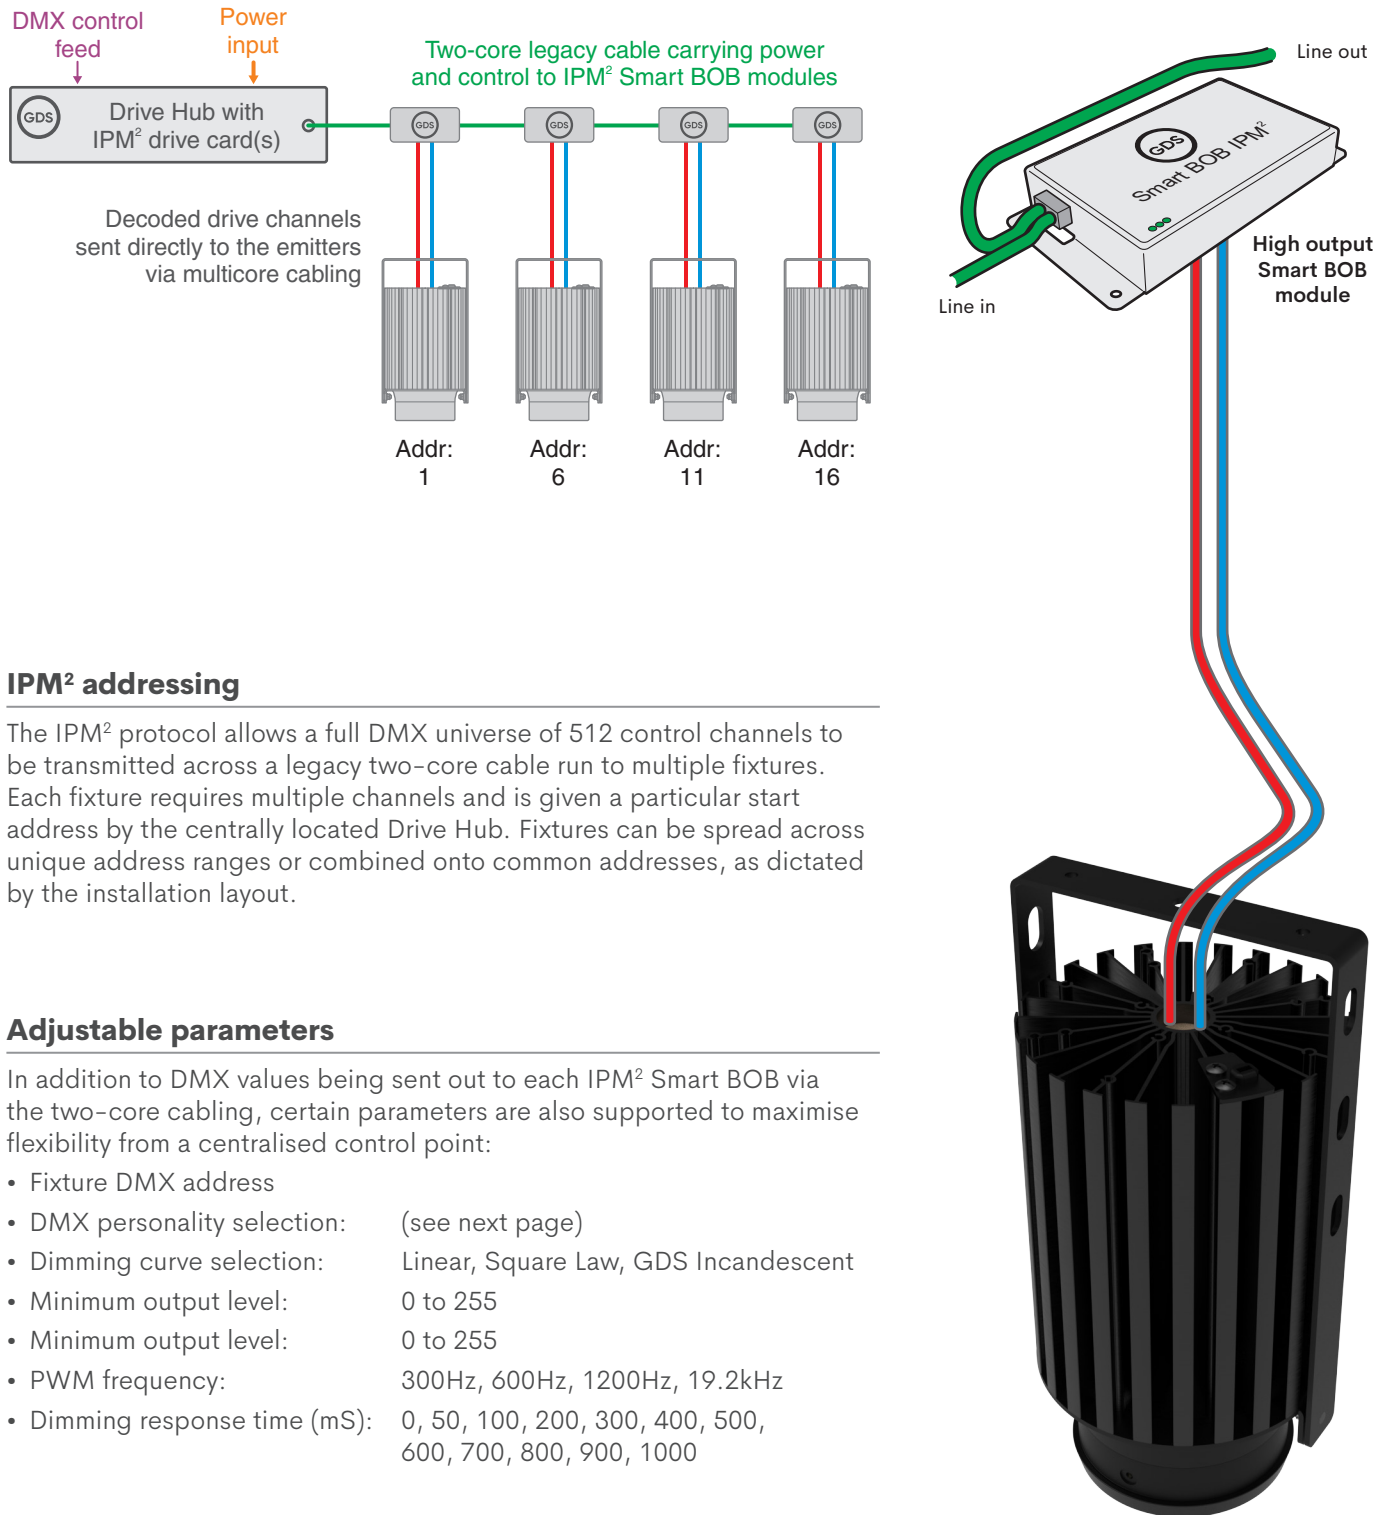 DMX control
feed
Power
input
Two-core legacy cable carrying power
and control to IPM² Smart BOB modules
GDS
Drive Hub with
IPM² drive card(s)
GDS
GDS
GDS
GDS
Decoded drive channels
sent directly to the emitters
via multicore cabling
Addr:
1
Addr:
6
Addr:
11
Addr:
16
Line out
GDS
Smart BOB IPM²
High output
Smart BOB
module
Line in
IPM² addressing
The IPM² protocol allows a full DMX universe of 512 control channels to
be transmitted across a legacy two-core cable run to multiple fixtures.
Each fixture requires multiple channels and is given a particular start
address by the centrally located Drive Hub. Fixtures can be spread across
unique address ranges or combined onto common addresses, as dictated
by the installation layout.
Adjustable parameters
In addition to DMX values being sent out to each IPM² Smart BOB via
the two-core cabling, certain parameters are also supported to maximise
flexibility from a centralised control point:
• Fixture DMX address
• DMX personality selection: (see next page)
• Dimming curve selection: Linear, Square Law, GDS Incandescent
• Minimum output level: 0 to 255
• Minimum output level: 0 to 255
• PWM frequency: 300Hz, 600Hz, 1200Hz, 19.2kHz
• Dimming response time (mS): 0, 50, 100, 200, 300, 400, 500,
600, 700, 800, 900, 1000